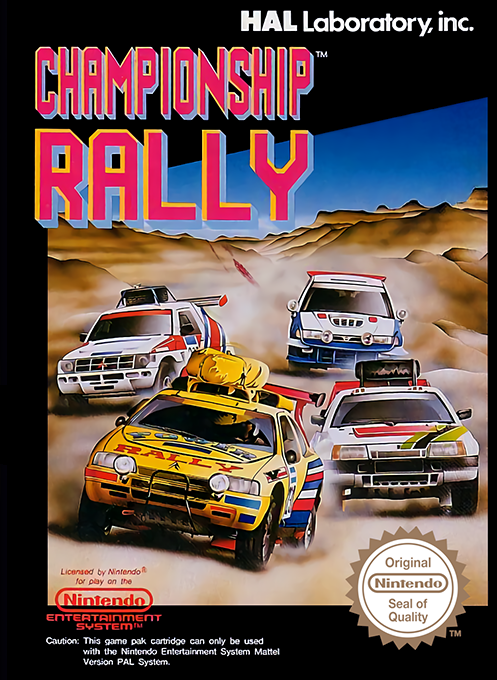 HAL Laboratory, inc.
CHAMPIONSHIP™
RALLY
RALLY
Licensed by Nintendo®
for play on the
Nintendo
ENTERTAINMENT
SYSTEM™
Caution: This game pak cartridge can only be used
with the Nintendo Entertainment System Mattel
Version PAL System.
Original
Nintendo
Seal of
Quality
TM